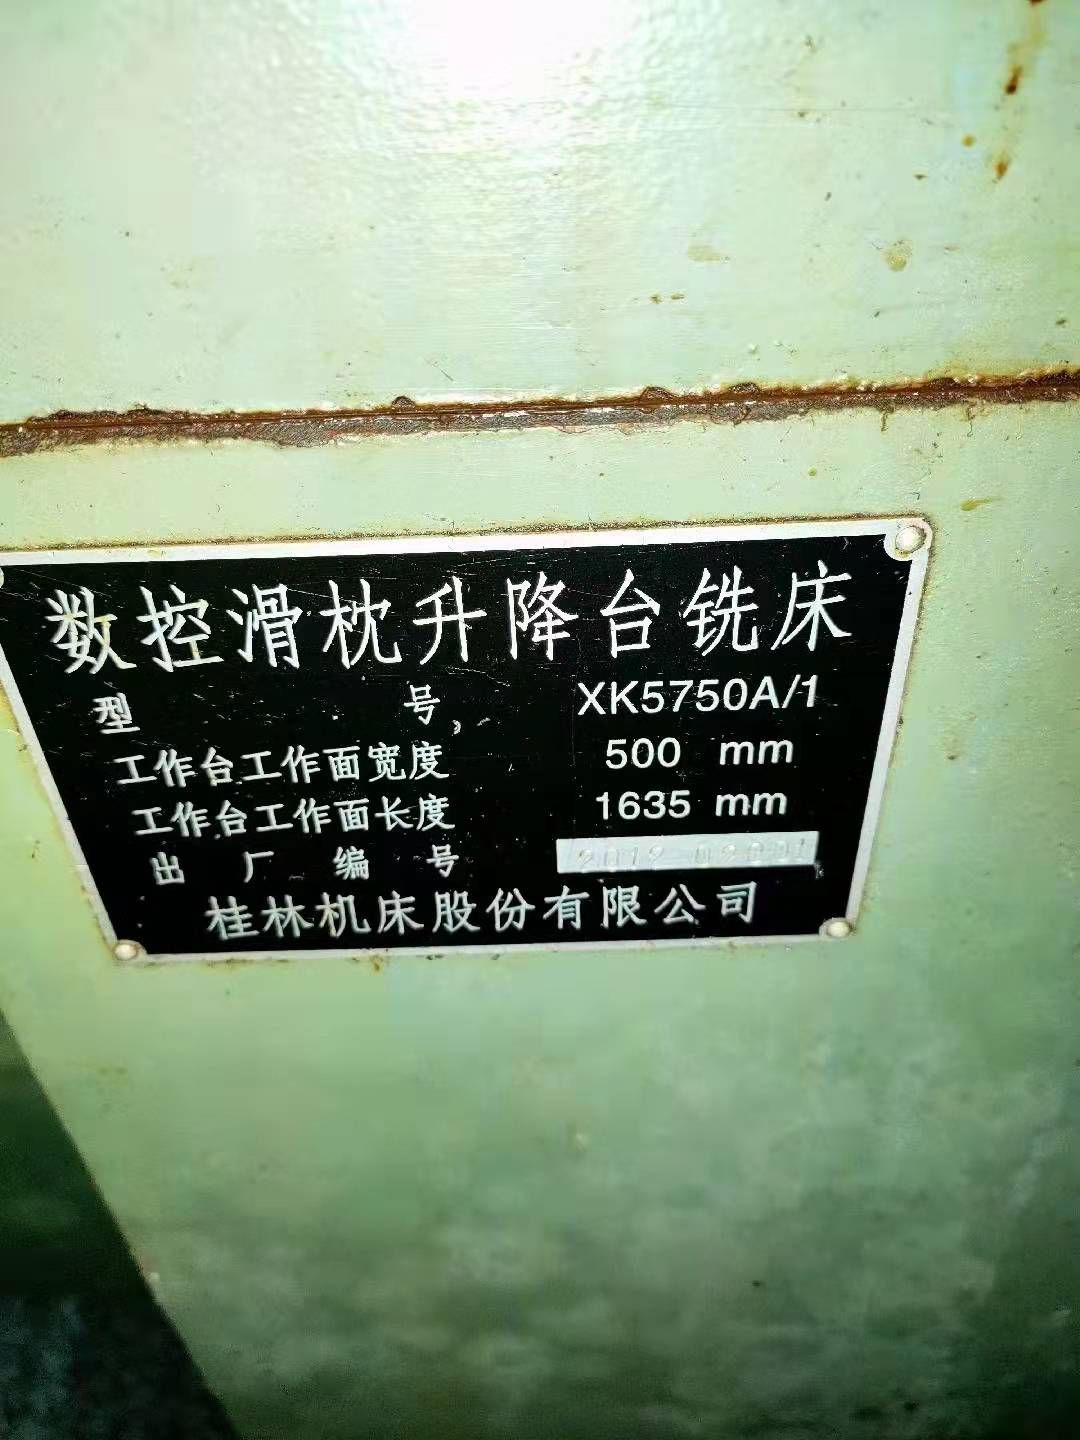 数控滑枕升降台铣床
型号 XK5750A/1
工作台工作面宽度 500 mm
工作台工作面长度 1635 mm
出厂编号
桂林机床股份有限公司